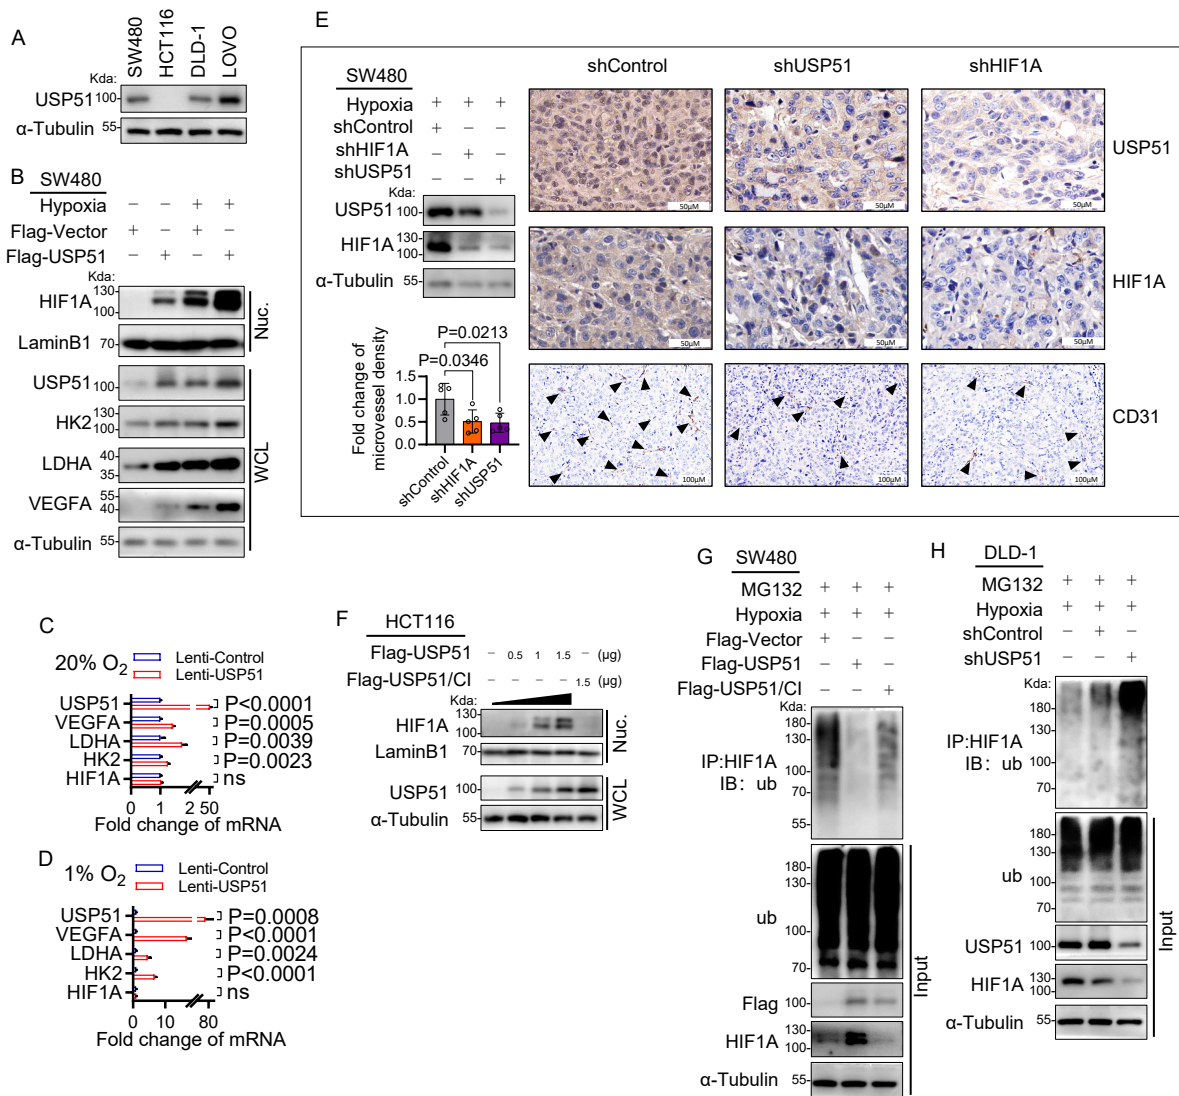 A
SW480
HCT116
DLD-1
LOVO
Kda:
USP51 100
α-Tubulin 55
B
SW480
Hypoxia − − + +
Flag-Vector + − + −
Flag-USP51 − + − +
Kda:
HIF1A 130
100
LaminB1 70
Nuc.
USP51 100
HK2 130
100
LDHA 40
35
VEGFA 55
40
α-Tubulin 55
WCL
C
20% O2
Lenti-Control
Lenti-USP51
USP51 P<0.0001
VEGFA P=0.0005
LDHA P=0.0039
HK2 P=0.0023
HIF1A ns
0 1 2 50
Fold change of mRNA
D
1% O2
Lenti-Control
Lenti-USP51
USP51 P=0.0008
VEGFA P<0.0001
LDHA P=0.0024
HK2 P<0.0001
HIF1A ns
0 10 80
Fold change of mRNA
E
SW480
Hypoxia + + +
shControl + − −
shHIF1A − + −
shUSP51 − − +
Kda:
USP51 100
HIF1A 130
100
α-Tubulin 55
P=0.0213
P=0.0346
Fold change of
microvessel density
1.5
1.0
0.5
0.0
shControl
shHIF1A
shUSP51
shControl shUSP51 shHIF1A
50μM 50μM 50μM
USP51
50μM 50μM 50μM
HIF1A
100μM 100μM 100μM
CD31
F
HCT116
Flag-USP51 − 0.5 1 1.5 − (μg)
Flag-USP51/CI − − − − 1.5 (μg)
Kda:
HIF1A 130
100
LaminB1 70
Nuc.
USP51 100
α-Tubulin 55
WCL
G
SW480
MG132 + + +
Hypoxia + + +
Flag-Vector + − −
Flag-USP51 − + −
Flag-USP51/CI − − +
Kda:
180
130
100
70
55
IP:HIF1A
IB: ub
180
130
100
70
ub
Flag 100
HIF1A 130
100
α-Tubulin 55
Input
H
DLD-1
MG132 + + +
Hypoxia + + +
shControl − + −
shUSP51 − − +
Kda:
180
130
100
70
IP:HIF1A
IB: ub
180
130
100
70
ub
USP51 100
HIF1A 130
100
α-Tubulin 55
Input